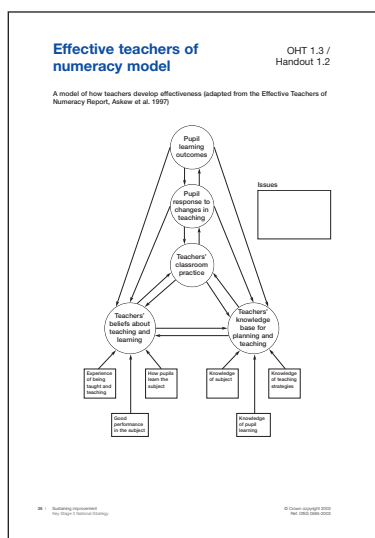 Effective teachers of
numeracy model
OHT 1.3 /
Handout 1.2
A model of how teachers develop effectiveness (adapted from the Effective Teachers of
Numeracy Report, Askew et al. 1997)
Pupil
learning
outcomes
Pupil
response to
changes in
teaching
Issues
Teachers'
classroom
practice
Teachers'
beliefs about
teaching and
learning
Teachers'
knowledge
base for
planning and
teaching
Experience
of being
taught and
teaching
How pupils
learn the
subject
Knowledge
of subject
Knowledge
of teaching
strategies
Good
performance
in the subject
Knowledge
of pupil
learning
38 |
Sustaining improvement
Key Stage 3 National Strategy
© Crown copyright 2002